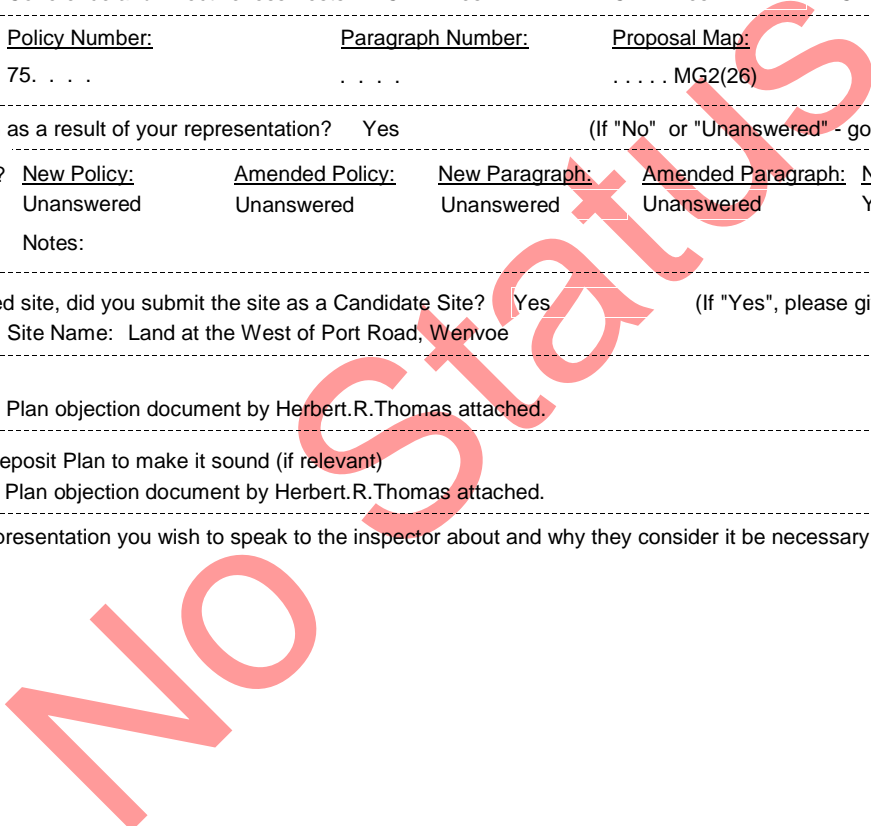 Policy Number: Paragraph Number: Proposal Map:
75. . . . . . . . . . . . . MG2(26)
as a result of your representation? Yes (If "No" or "Unanswered" - go
? New Policy: Amended Policy: New Paragraph: Amended Paragraph: N
Unanswered Unanswered Unanswered Unanswered Y
Notes:
ed site, did you submit the site as a Candidate Site? Yes (If "Yes", please gi
Site Name: Land at the West of Port Road, Wenvoe
Plan objection document by Herbert.R.Thomas attached.
eposit Plan to make it sound (if relevant)
Plan objection document by Herbert.R.Thomas attached.
presentation you wish to speak to the inspector about and why they consider it be necessary
No Status